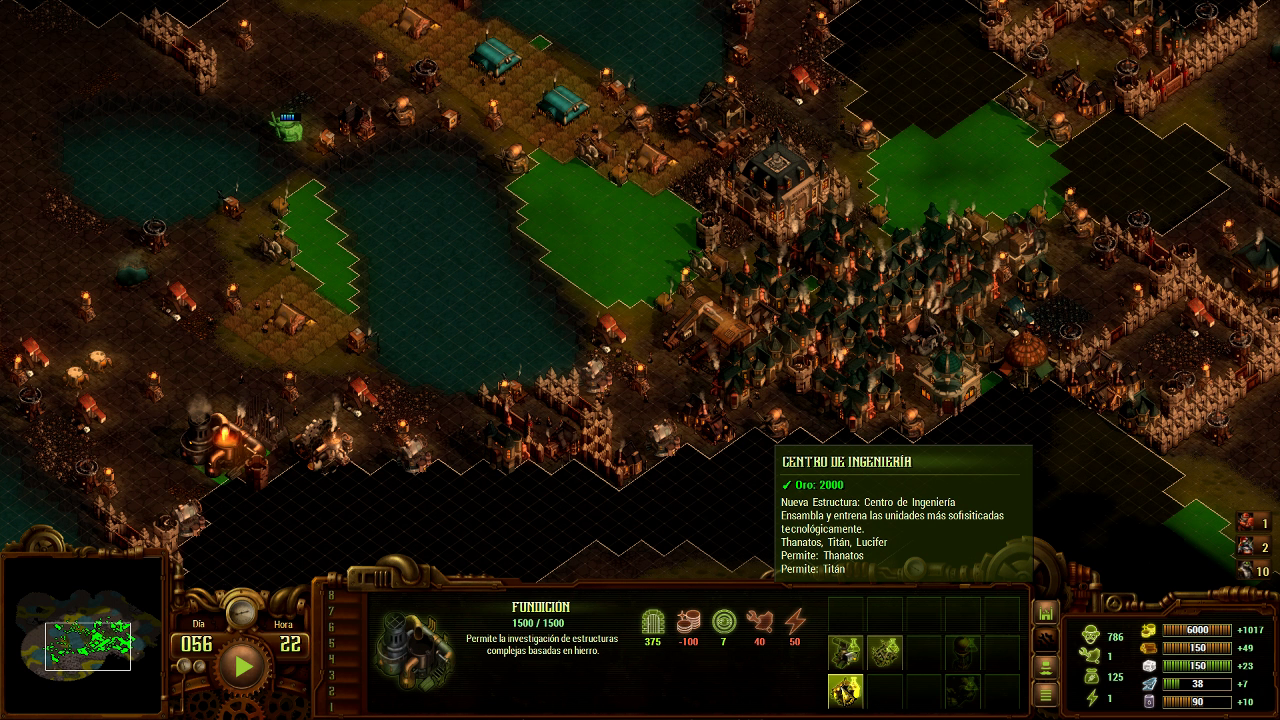 CENTRO DE INGENIERÍA
✓ Oro: 2000
Nueva Estructura: Centro de Ingeniería
Ensambla y entrena las unidades más sofisiticadas
tecnológicamente.
Thanatos, Titán, Lucifer
Permite: Thanatos
Permite: Titán
1
2
10
Día
Hora
056
22
8
7
6
5
4
3
2
1
FUNDICIÓN
1500 / 1500
Permite la investigación de estructuras
complejas basadas en hierro.
375
-100
7
40
50
786
1
125
1
6000 +1017
150 +49
150 +23
38 +7
90 +10